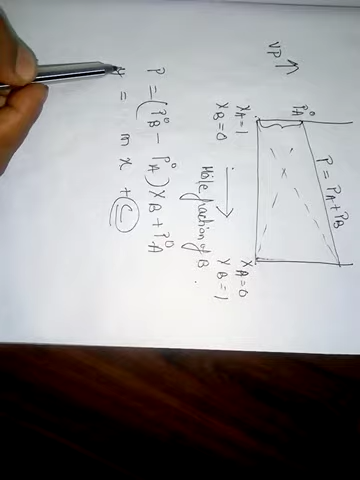 VP ↑
P°A
P = PA + PB
XA = 1 XA = 0
XB = 0 XB = 1
Mole fraction of B.
P = (P°B − P°A) XB + P°A
y = m x + C